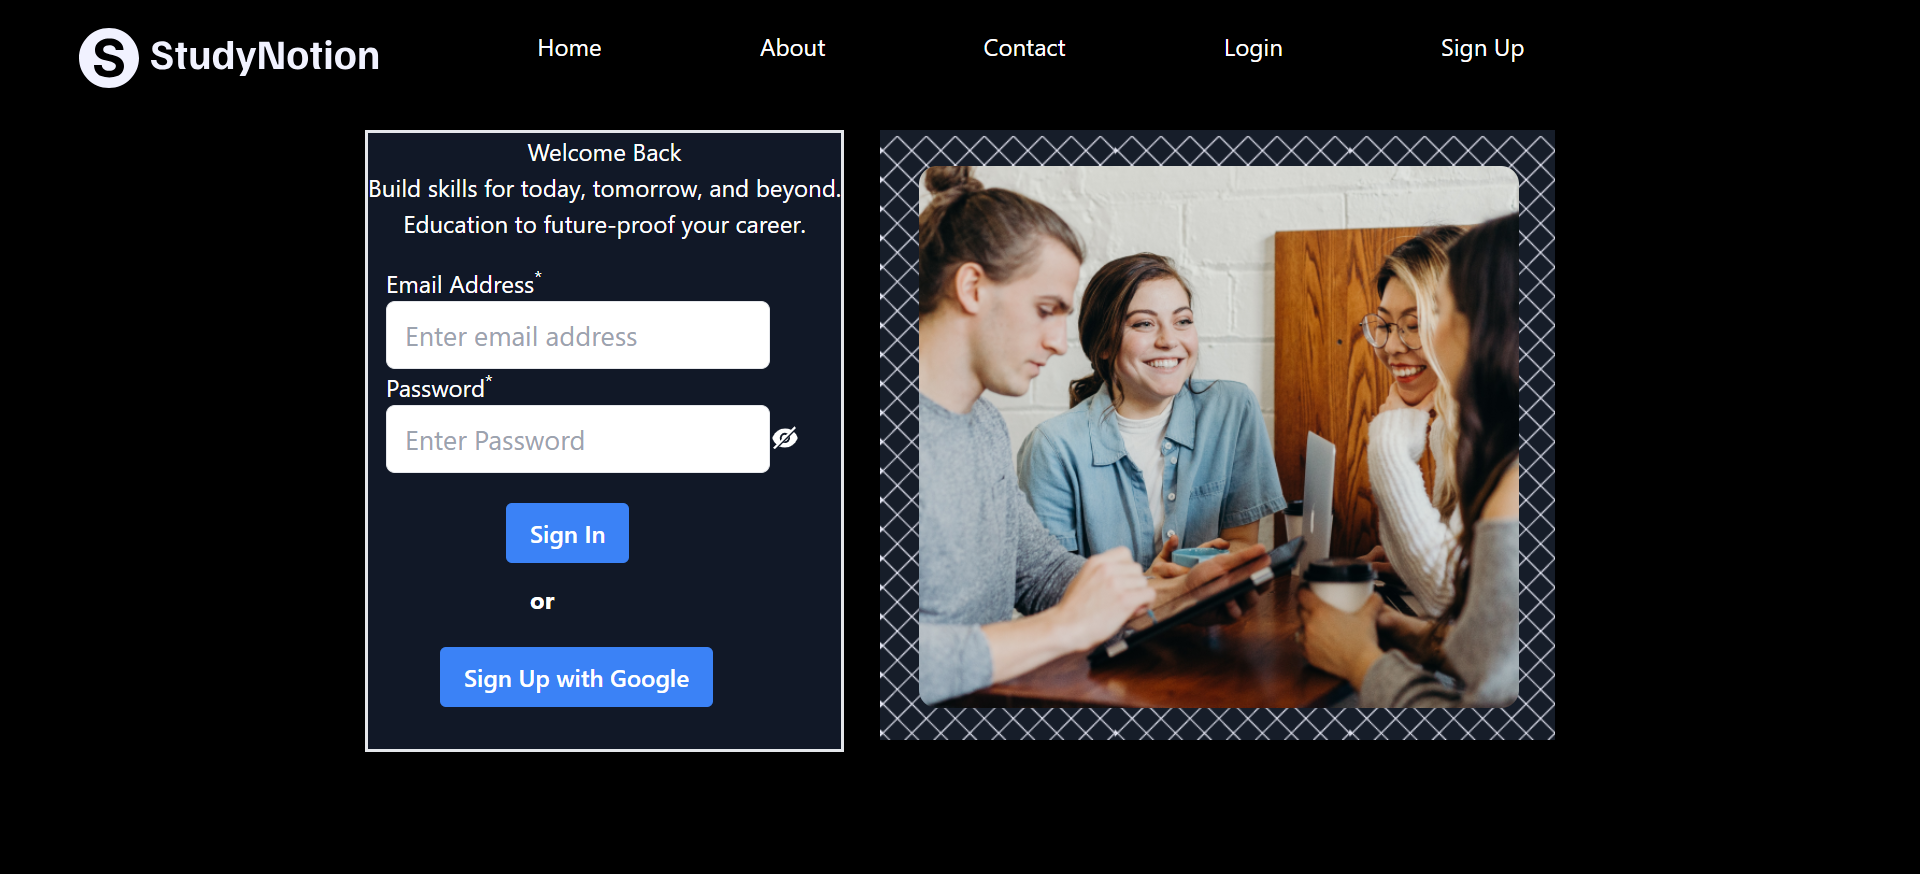 S StudyNotion
Home About Contact Login Sign Up
Welcome Back
Build skills for today, tomorrow, and beyond.
Education to future-proof your career.
Email Address*
Enter email address
Password*
Enter Password
Sign In
or
Sign Up with Google